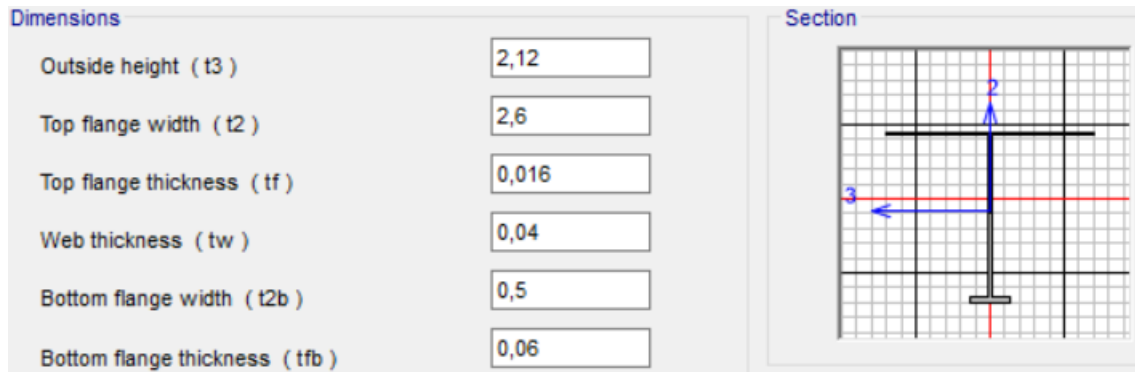 Dimensions
Outside height ( t3 ) 2,12
Top flange width ( t2 ) 2,6
Top flange thickness ( tf ) 0,016
Web thickness ( tw ) 0,04
Bottom flange width ( t2b ) 0,5
Bottom flange thickness ( tfb ) 0,06
Section
2
3